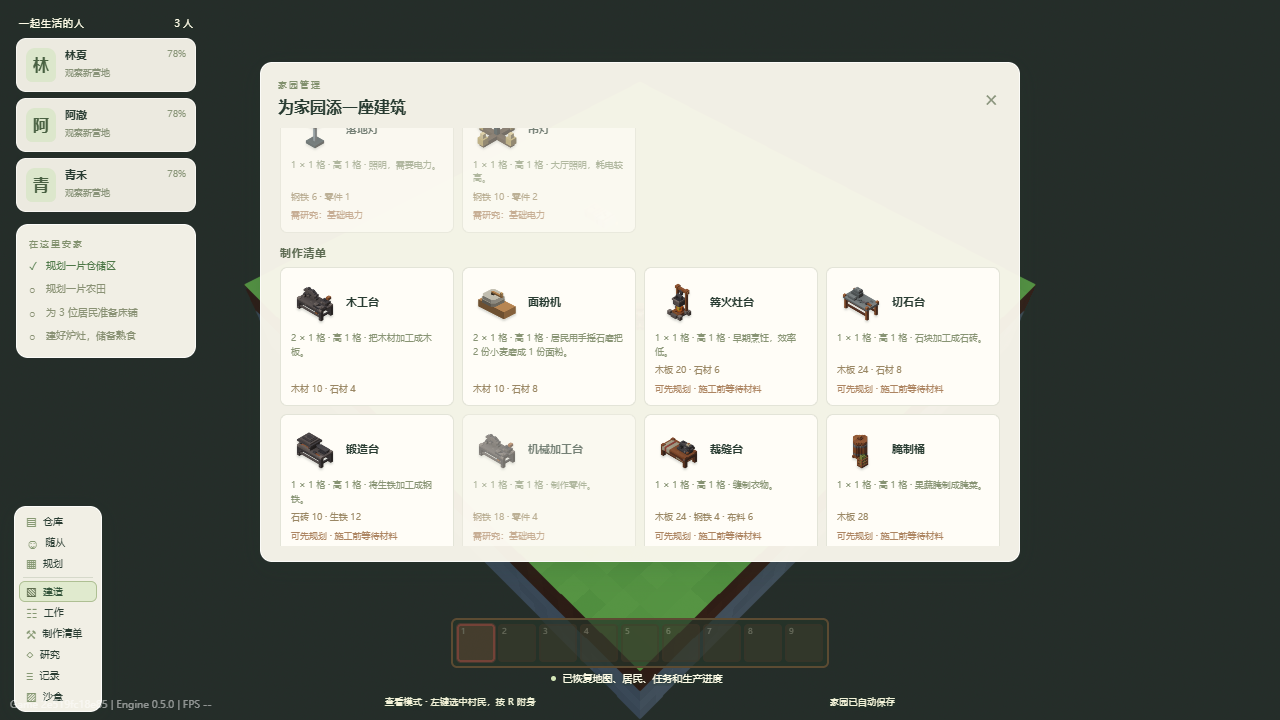 一起生活的人
3 人
林
林夏
78%
观察新营地
阿
阿澈
78%
观察新营地
青
青禾
78%
观察新营地
在这里安家
✓ 规划一片仓储区
○ 规划一片农田
○ 为 3 位居民准备床铺
○ 建好炉灶，储备熟食
家园管理
为家园添一座建筑
×
落地灯
1 × 1 格 · 高 1 格 · 照明，需要电力。
钢铁 6 · 零件 1
需研究：基础电力
吊灯
1 × 1 格 · 高 1 格 · 大厅照明，耗电较
高。
钢铁 10 · 零件 2
需研究：基础电力
制作清单
木工台
2 × 1 格 · 高 1 格 · 把木材加工成木
板。
木材 10 · 石材 4
面粉机
2 × 1 格 · 高 1 格 · 居民用手摇石磨把
2 份小麦磨成 1 份面粉。
木材 10 · 石材 8
篝火灶台
1 × 1 格 · 高 1 格 · 早期烹饪，效率
低。
木板 20 · 石材 6
可先规划 · 施工前等待材料
切石台
1 × 1 格 · 高 1 格 · 石块加工成石砖。
木板 24 · 石材 8
可先规划 · 施工前等待材料
锻造台
1 × 1 格 · 高 1 格 · 将生铁加工成钢
铁。
石砖 10 · 生铁 12
可先规划 · 施工前等待材料
机械加工台
1 × 1 格 · 高 1 格 · 制作零件。
钢铁 18 · 零件 4
需研究：基础电力
裁缝台
1 × 1 格 · 高 1 格 · 缝制衣物。
木板 24 · 钢铁 4 · 布料 6
可先规划 · 施工前等待材料
腌制桶
1 × 1 格 · 高 1 格 · 果蔬腌制成腌菜。
木板 28
可先规划 · 施工前等待材料
仓库
随从
规划
建造
工作
制作清单
研究
记录
沙盒
| Engine 0.5.0 | FPS --
1 2 3 4 5 6 7 8 9
已恢复地图、居民、任务和生产进度
查看模式 · 左键选中村民，按 R 附身
家园已自动保存